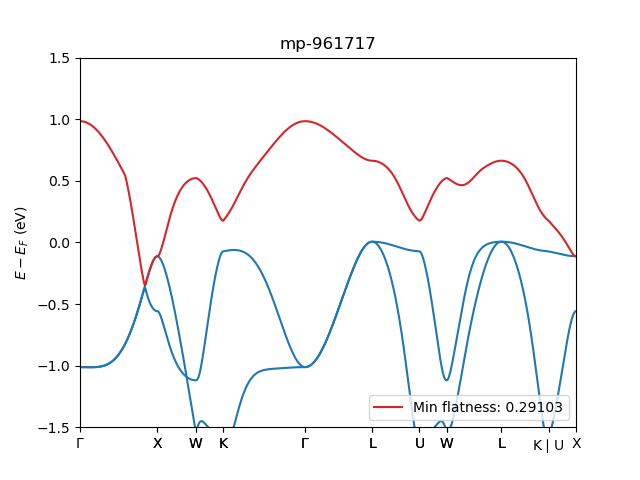 mp-961717
E − E_F (eV)
1.5
1.0
0.5
0.0
−0.5
−1.0
−1.5
Min flatness: 0.29103
Γ X W K Γ L U W L K | U X